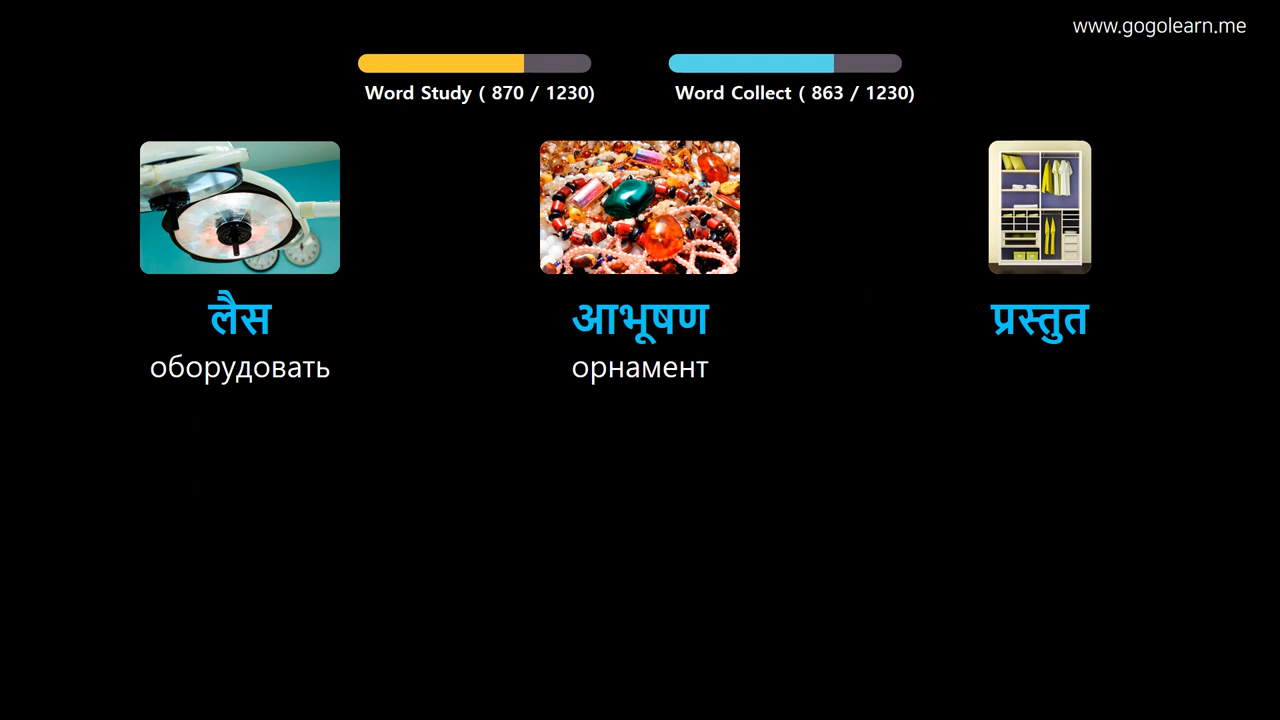 www.gogolearn.me
Word Study ( 870 / 1230)
Word Collect ( 863 / 1230)
लैस
आभूषण
प्रस्तुत
оборудовать
орнамент